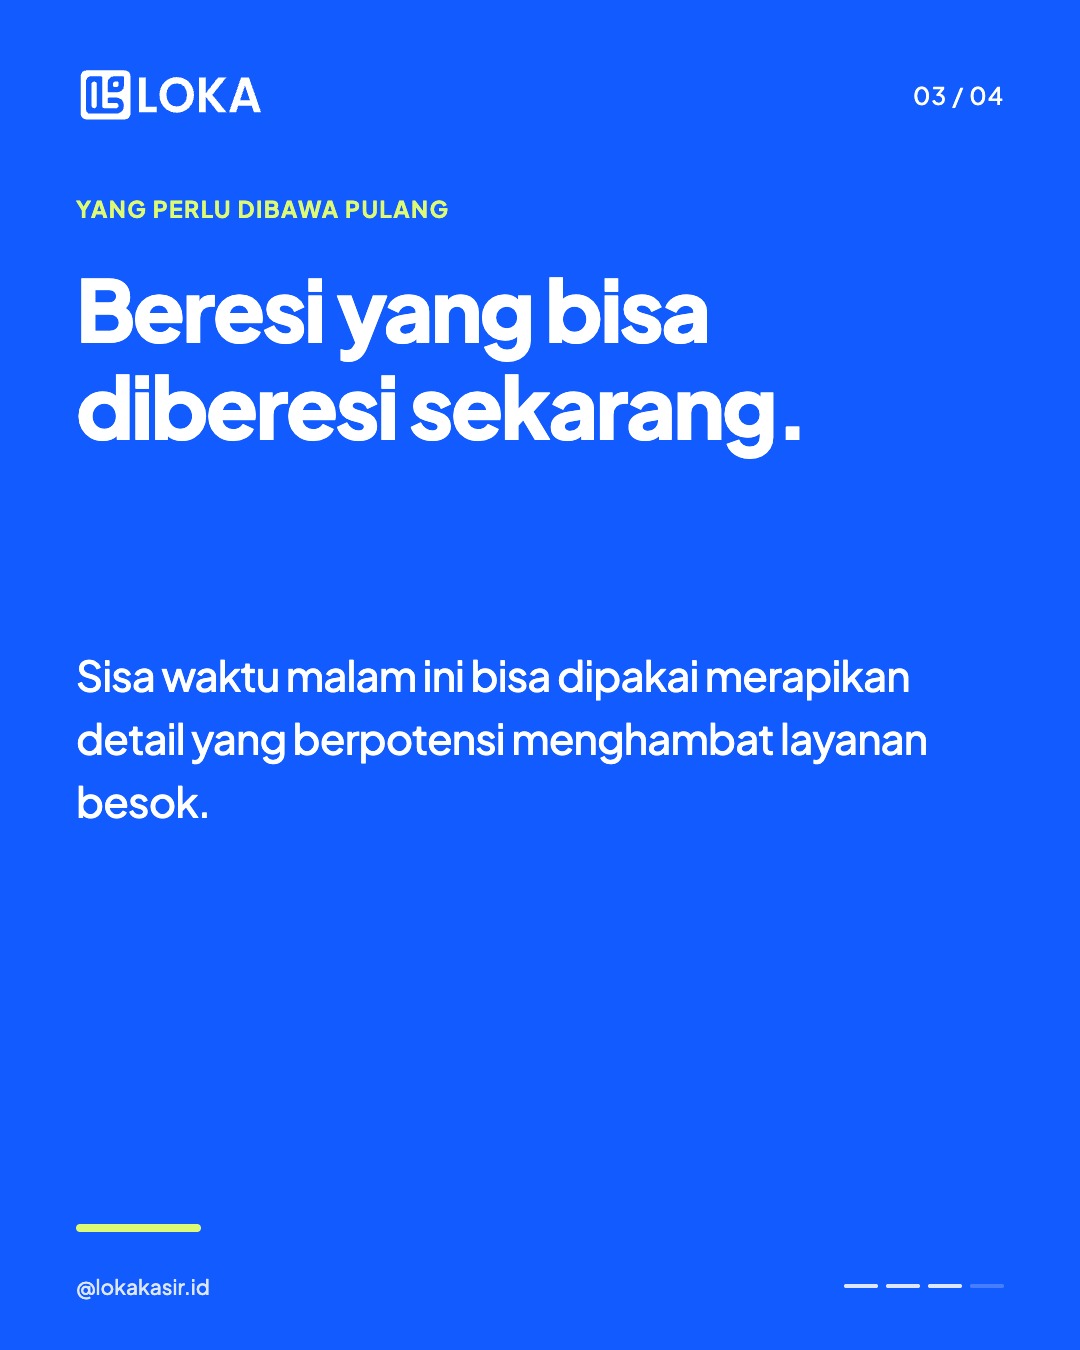 LOKA
03 / 04
YANG PERLU DIBAWA PULANG
Beresi yang bisa
diberesi sekarang.
Sisa waktu malam ini bisa dipakai merapikan
detail yang berpotensi menghambat layanan
besok.
@lokakasir.id